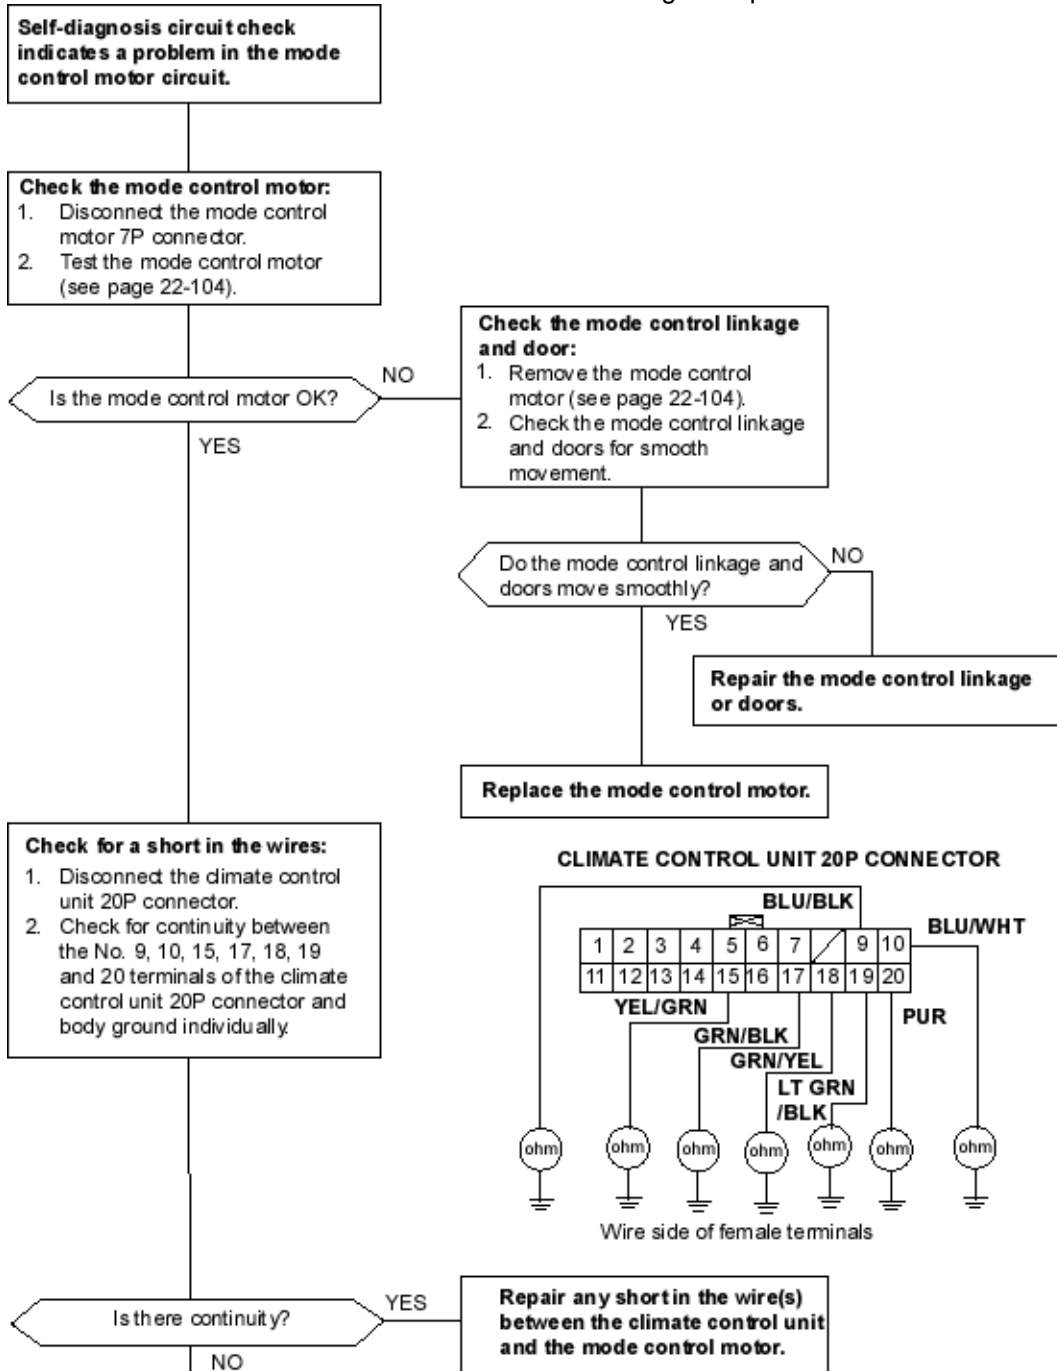 Self-diagnosis circuit check
indicates a problem in the mode
control motor circuit.
Check the mode control motor:
1. Disconnect the mode control
motor 7P connector.
2. Test the mode control motor
(see page 22-104).
Is the mode control motor OK?
NO
YES
Check the mode control linkage
and door:
1. Remove the mode control
motor (see page 22-104).
2. Check the mode control linkage
and doors for smooth
movement.
Do the mode control linkage and
doors move smoothly?
NO
YES
Repair the mode control linkage
or doors.
Replace the mode control motor.
Check for a short in the wires:
1. Disconnect the climate control
unit 20P connector.
2. Check for continuity between
the No. 9, 10, 15, 17, 18, 19
and 20 terminals of the climate
control unit 20P connector and
body ground individually.
CLIMATE CONTROL UNIT 20P CONNECTOR
BLU/BLK
BLU/WHT
1 2 3 4 5 6 7 9 10
11 12 13 14 15 16 17 18 19 20
YEL/GRN
PUR
GRN/BLK
GRN/YEL
LT GRN
/BLK
ohm ohm ohm ohm ohm ohm ohm
Wire side of female terminals
Is there continuity?
YES
NO
Repair any short in the wire(s)
between the climate control unit
and the mode control motor.